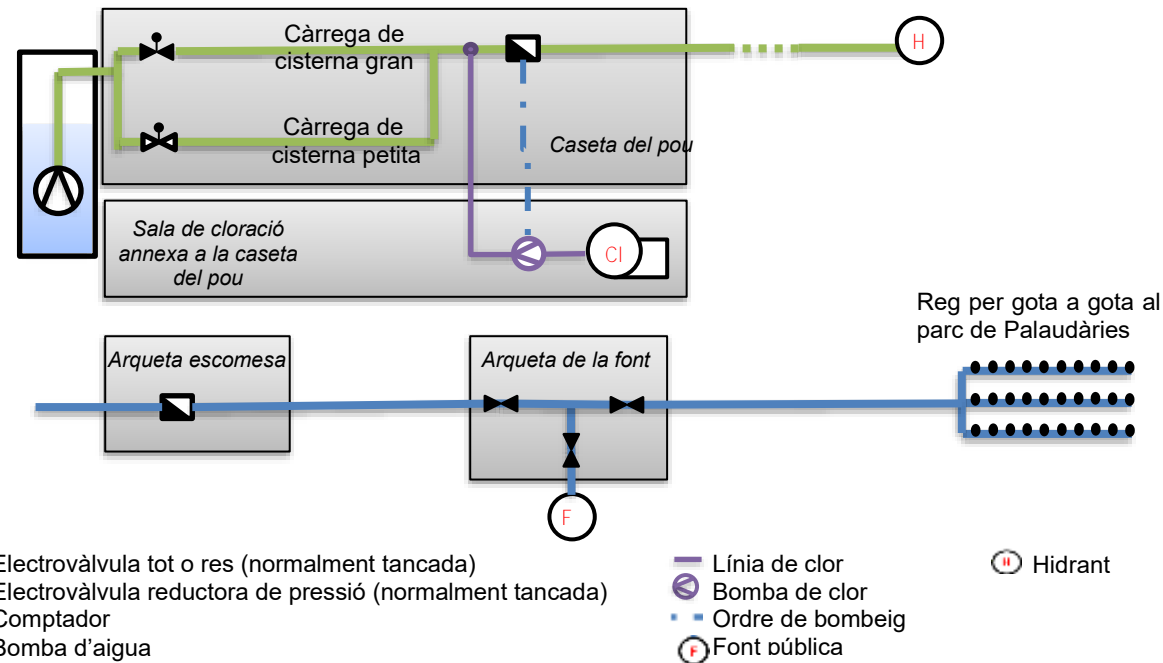 Càrrega de
cisterna gran
H
Càrrega de
cisterna petita
Caseta del pou
Sala de cloració
annexa a la caseta
del pou
Cl
Reg per gota a gota al
parc de Palaudàries
Arqueta escomesa
Arqueta de la font
F
Electrovàlvula tot o res (normalment tancada)
Electrovàlvula reductora de pressió (normalment tancada)
Comptador
Bomba d'aigua
Línia de clor
Bomba de clor
Ordre de bombeig
F Font pública
H Hidrant